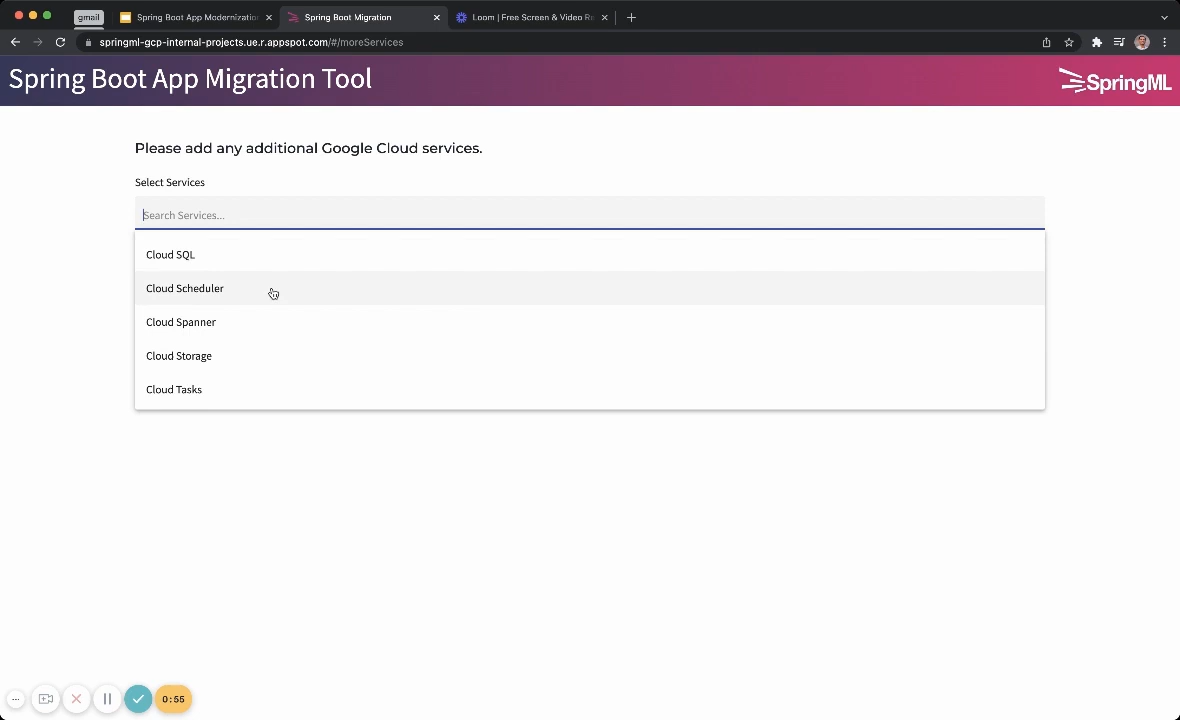 gmail
Spring Boot App Modernization
Spring Boot Migration
Loom | Free Screen & Video Re
springml-gcp-internal-projects.ue.r.appspot.com/#/moreServices
Spring Boot App Migration Tool
SpringML
Please add any additional Google Cloud services.
Select Services
Search Services...
Cloud SQL
Cloud Scheduler
Cloud Spanner
Cloud Storage
Cloud Tasks
0:55